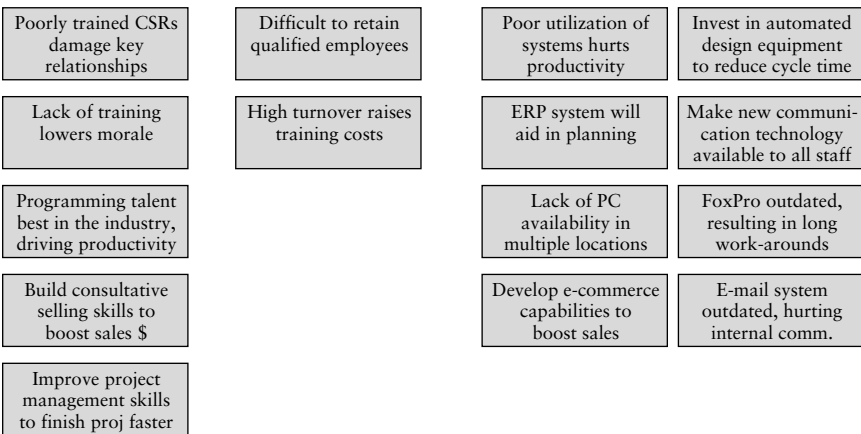 Poorly trained CSRs
damage key
relationships
Lack of training
lowers morale
Programming talent
best in the industry,
driving productivity
Build consultative
selling skills to
boost sales $
Improve project
management skills
to finish proj faster
Difficult to retain
qualified employees
High turnover raises
training costs
Poor utilization of
systems hurts
productivity
ERP system will
aid in planning
Lack of PC
availability in
multiple locations
Develop e-commerce
capabilities to
boost sales
Invest in automated
design equipment
to reduce cycle time
Make new communi-
cation technology
available to all staff
FoxPro outdated,
resulting in long
work-arounds
E-mail system
outdated, hurting
internal comm.